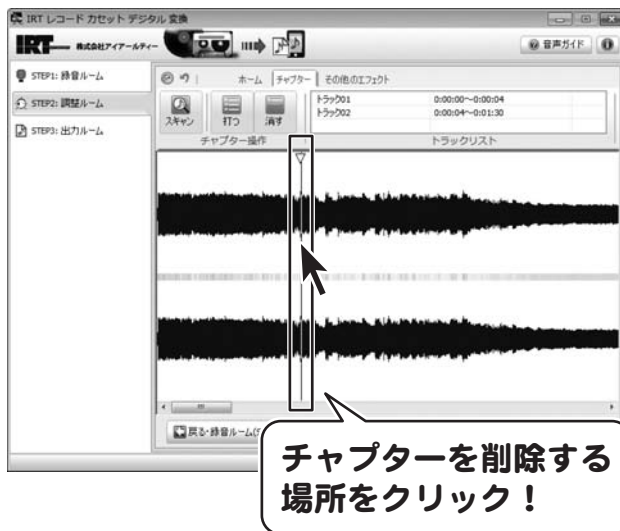 IRT レコード カセット デジタル 変換
IRT 株式会社アイアールティー
音声ガイド
STEP1: 録音ルーム
STEP2: 調整ルーム
STEP3: 出力ルーム
ホーム チャプター その他のエフェクト
スキャン 打つ 消す
チャプター操作
トラック01 0:00:00~0:00:04
トラック02 0:00:04~0:01:30
トラックリスト
戻る・録音ルーム
チャプターを削除する
場所をクリック!